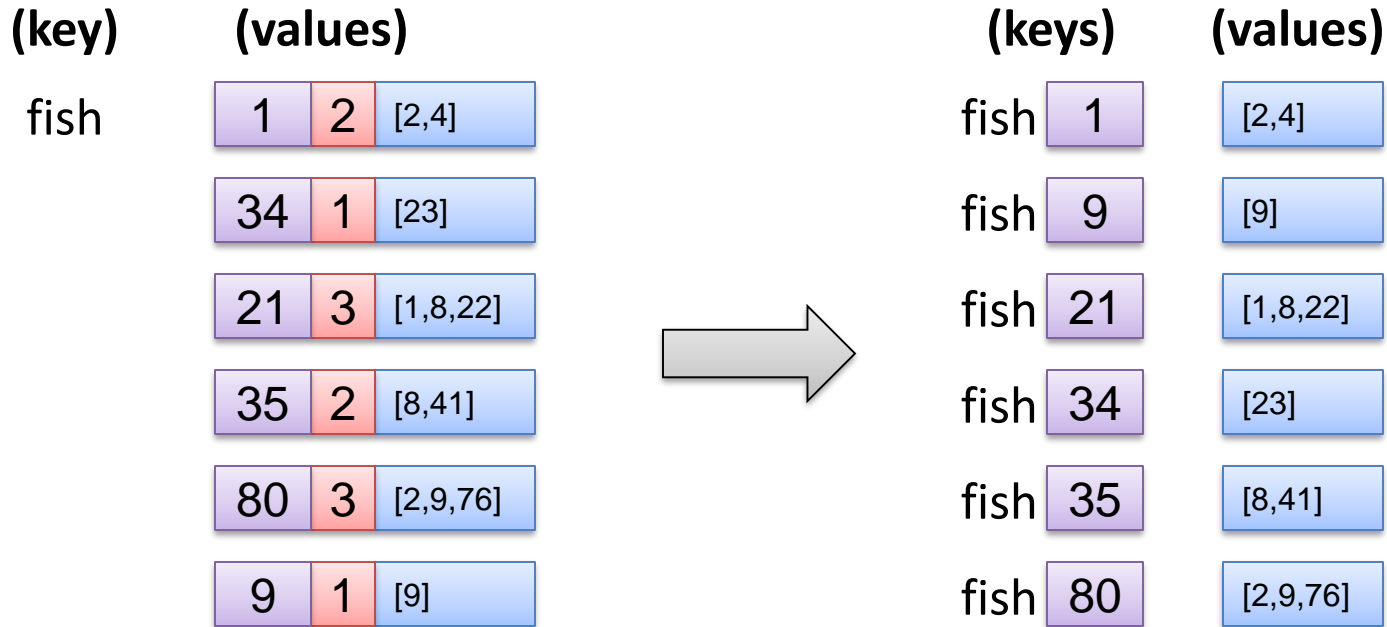 (key) (values) (keys) (values)
fish 1 2 [2,4] fish 1 [2,4]
34 1 [23] fish 9 [9]
21 3 [1,8,22] fish 21 [1,8,22]
35 2 [8,41] fish 34 [23]
80 3 [2,9,76] fish 35 [8,41]
9 1 [9] fish 80 [2,9,76]